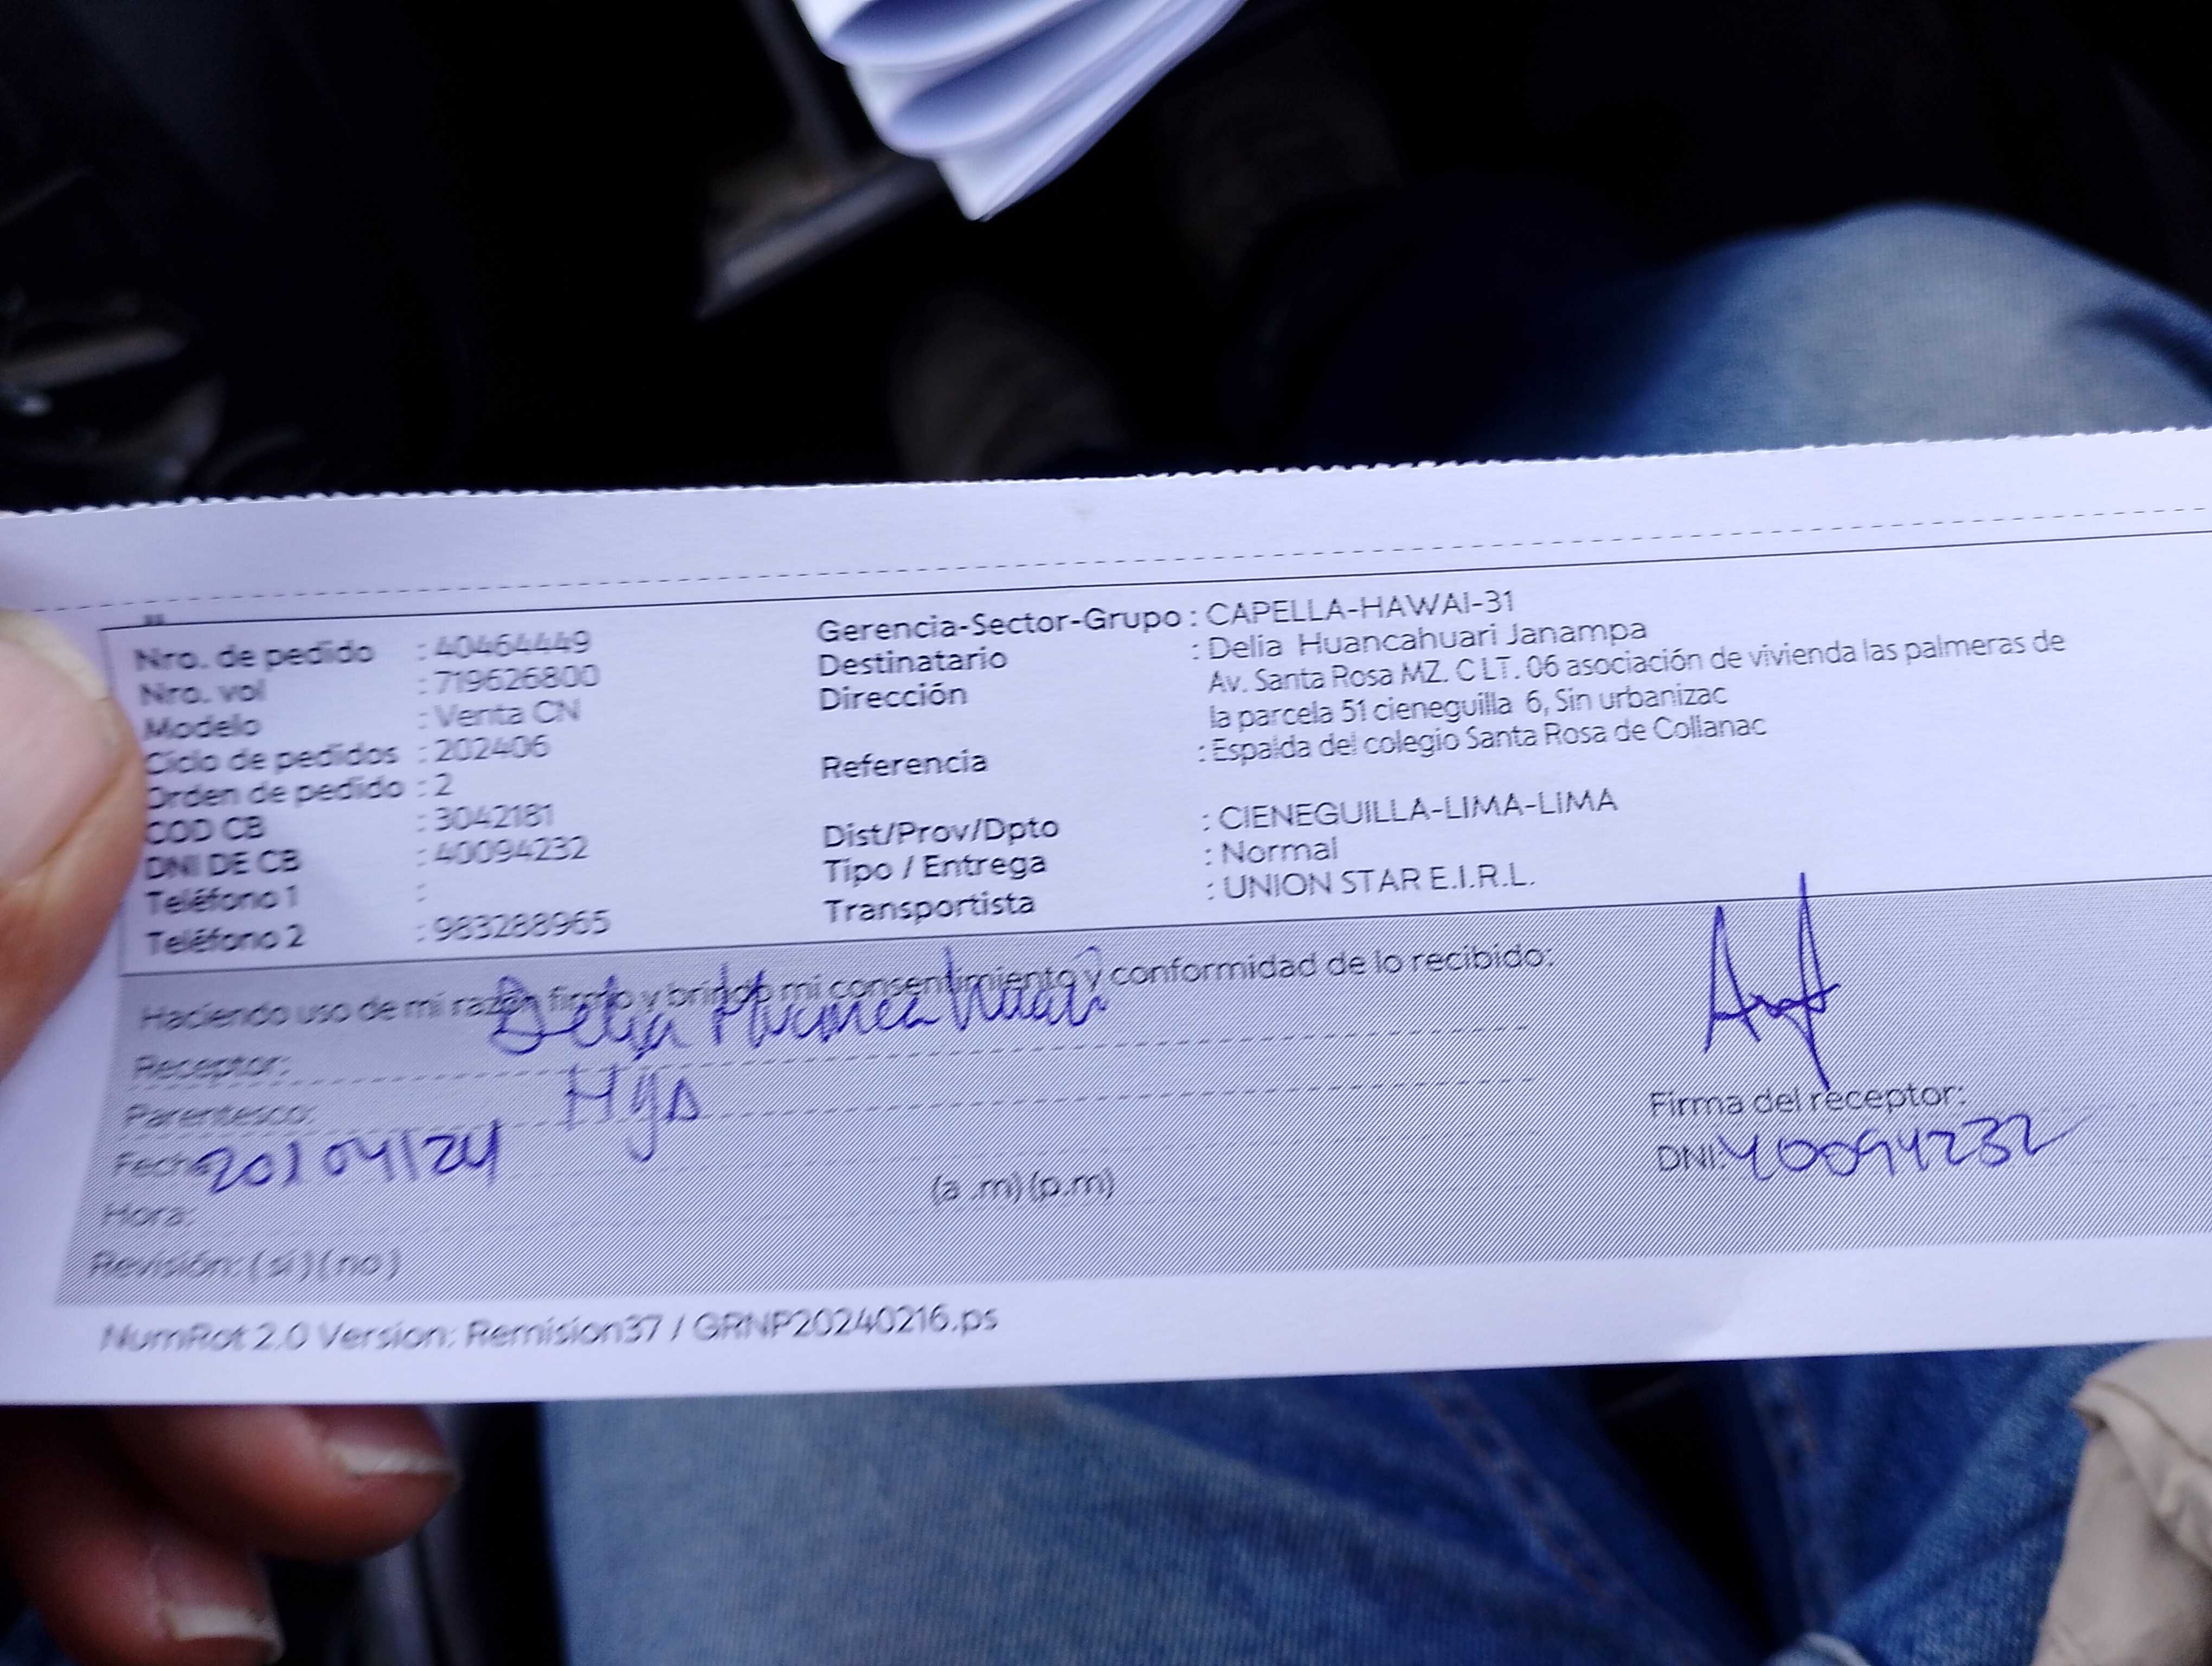 Nro. de pedido : 40464449
Nro. vol : 719626800
Modelo : Venta CN
Ciclo de pedidos : 202406
Orden de pedido : 2
COD CB : 3042181
DNI DE CB : 40094232
Teléfono 1 :
Teléfono 2 : 983288965
Gerencia-Sector-Grupo : CAPELLA-HAWAI-31
Destinatario : Delia Huancahuari Janampa
Dirección Av. Santa Rosa MZ. C LT. 06 asociación de vivienda las palmeras de
la parcela 51 cieneguilla 6, Sin urbanizac
Referencia : Espalda del colegio Santa Rosa de Collanac
Dist/Prov/Dpto : CIENEGUILLA-LIMA-LIMA
Tipo / Entrega : Normal
Transportista : UNION STAR E.I.R.L.
Haciendo uso de mi razón firmo y brindo mi consentimiento y conformidad de lo recibido:
Receptor: Delia
Parentesco:
Fecha: 20/04/24
Hora: (a .m) (p.m)
Revisión: ( si ) ( no )
Firma del receptor:
DNI: 40094232
NumRot 2.0 Version: Remision37 / GRNP20240216.ps